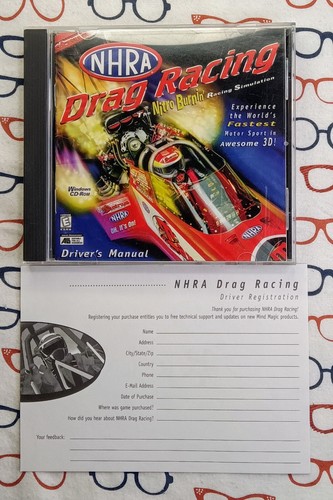 NHRA
Drag Racing
Nitro Burnin' Racing Simulation
Experience
the World's
Fastest
Motor Sport in
Awesome 3D!
Windows
CD-ROM
NHRA
Driver's Manual
NHRA Drag Racing
Driver Registration
Thank you for purchasing NHRA Drag Racing!
Registering your purchase entitles you to free technical support and updates on new Mind Magic products.
Name
Address
City/State/Zip
Country
Phone
E-Mail Address
Date of Purchase
Where was game purchased?
How did you hear about NHRA Drag Racing?
Your feedback: